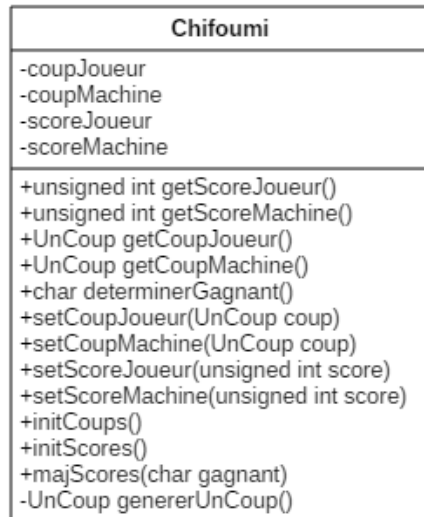 Chifoumi
-coupJoueur
-coupMachine
-scoreJoueur
-scoreMachine
+unsigned int getScoreJoueur()
+unsigned int getScoreMachine()
+UnCoup getCoupJoueur()
+UnCoup getCoupMachine()
+char determinerGagnant()
+setCoupJoueur(UnCoup coup)
+setCoupMachine(UnCoup coup)
+setScoreJoueur(unsigned int score)
+setScoreMachine(unsigned int score)
+initCoups()
+initScores()
+majScores(char gagnant)
-UnCoup genererUnCoup()